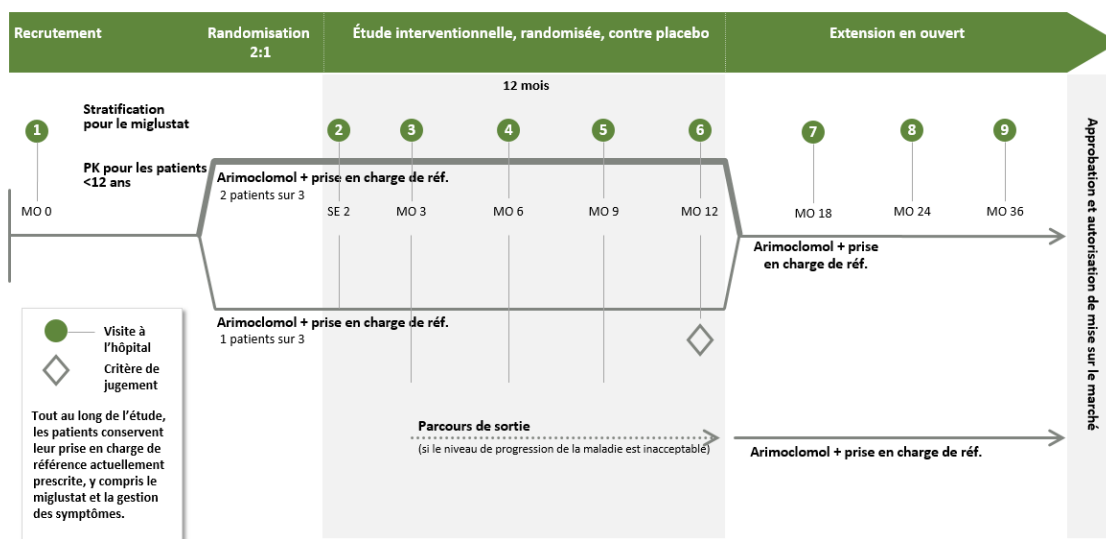 Recrutement
Randomisation
2:1
Étude interventionnelle, randomisée, contre placebo
Extension en ouvert
12 mois
Stratification
pour le miglustat
1
2
3
4
5
6
7
8
9
PK pour les patients
<12 ans
Arimoclomol + prise en charge de réf.
2 patients sur 3
MO 0
SE 2
MO 3
MO 6
MO 9
MO 12
MO 18
MO 24
MO 36
Arimoclomol + prise
en charge de réf.
Arimoclomol + prise en charge de réf.
1 patients sur 3
Visite à
l'hôpital
Critère de
jugement
Tout au long de l'étude,
les patients conservent
leur prise en charge de
référence actuellement
prescrite, y compris le
miglustat et la gestion
des symptômes.
Parcours de sortie
(si le niveau de progression de la maladie est inacceptable)
Arimoclomol + prise en charge de réf.
Approbation et autorisation de mise sur le marché